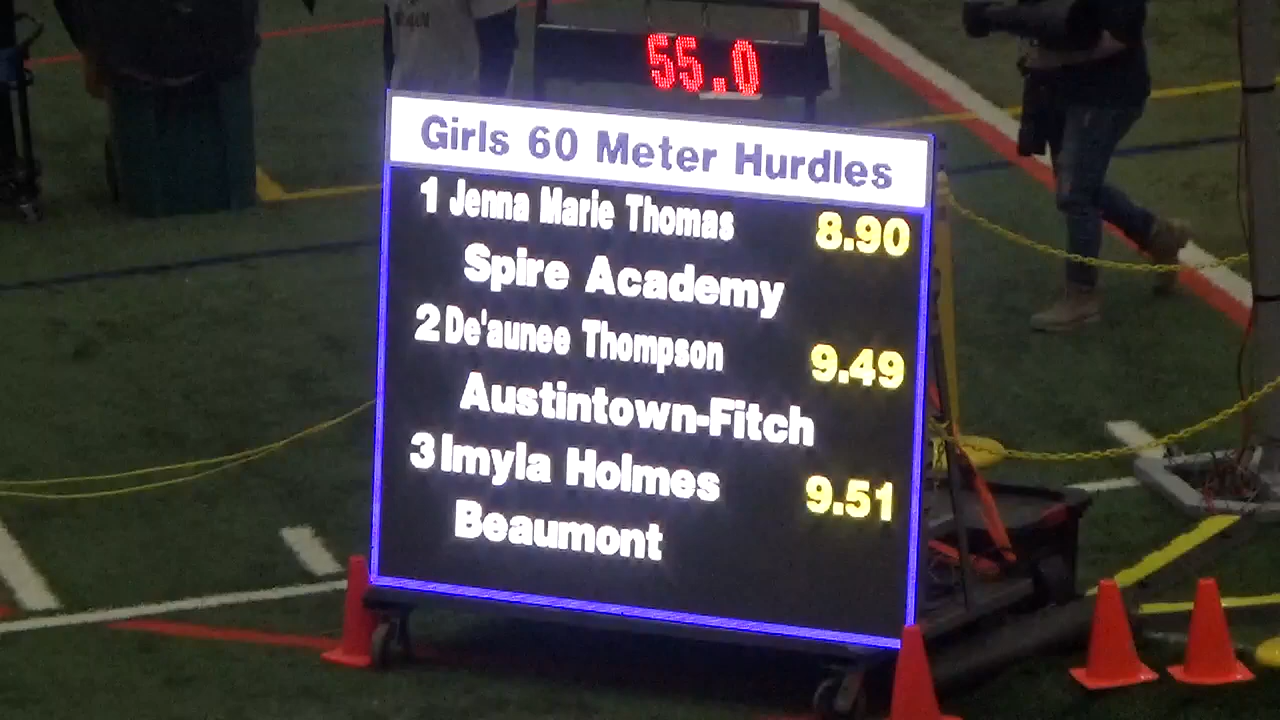 55.0
Girls 60 Meter Hurdles
1 Jenna Marie Thomas 8.90
Spire Academy
2 De'aunee Thompson 9.49
Austintown-Fitch
3 Imyla Holmes 9.51
Beaumont